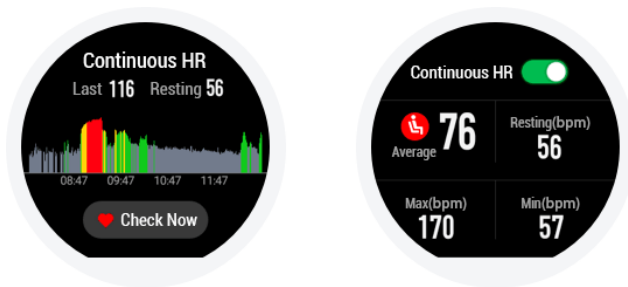 Continuous HR
Last 116 Resting 56
08:47 09:47 10:47 11:47
Check Now
Continuous HR
Average 76
Resting(bpm)
56
Max(bpm)
170
Min(bpm)
57